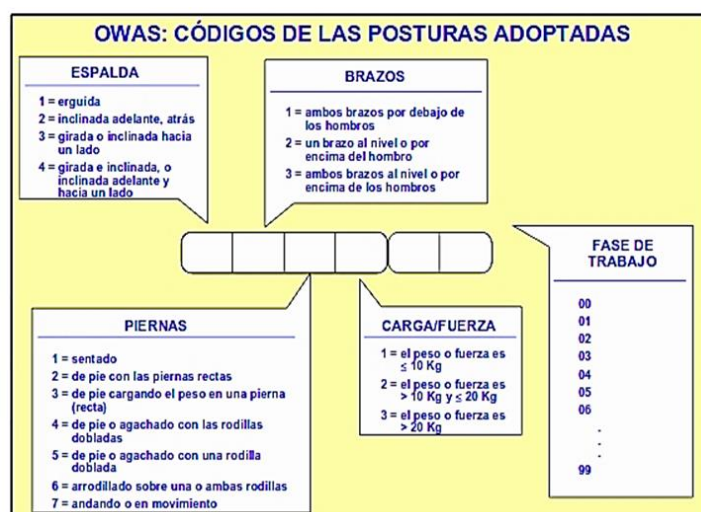 OWAS: CÓDIGOS DE LAS POSTURAS ADOPTADAS
ESPALDA
1 = erguida
2 = inclinada adelante, atrás
3 = girada o inclinada hacia
un lado
4 = girada e inclinada, o
inclinada adelante y
hacia un lado
BRAZOS
1 = ambos brazos por debajo de
los hombros
2 = un brazo al nivel o por
encima del hombro
3 = ambos brazos al nivel o por
encima de los hombros
PIERNAS
1 = sentado
2 = de pie con las piernas rectas
3 = de pie cargando el peso en una pierna
(recta)
4 = de pie o agachado con las rodillas
dobladas
5 = de pie o agachado con una rodilla
doblada
6 = arrodillado sobre una o ambas rodillas
7 = andando o en movimiento
CARGA/FUERZA
1 = el peso o fuerza es
≤ 10 Kg
2 = el peso o fuerza es
> 10 Kg y ≤ 20 Kg
3 = el peso o fuerza es
> 20 Kg
FASE DE
TRABAJO
00
01
02
03
04
05
06
.
.
.
99